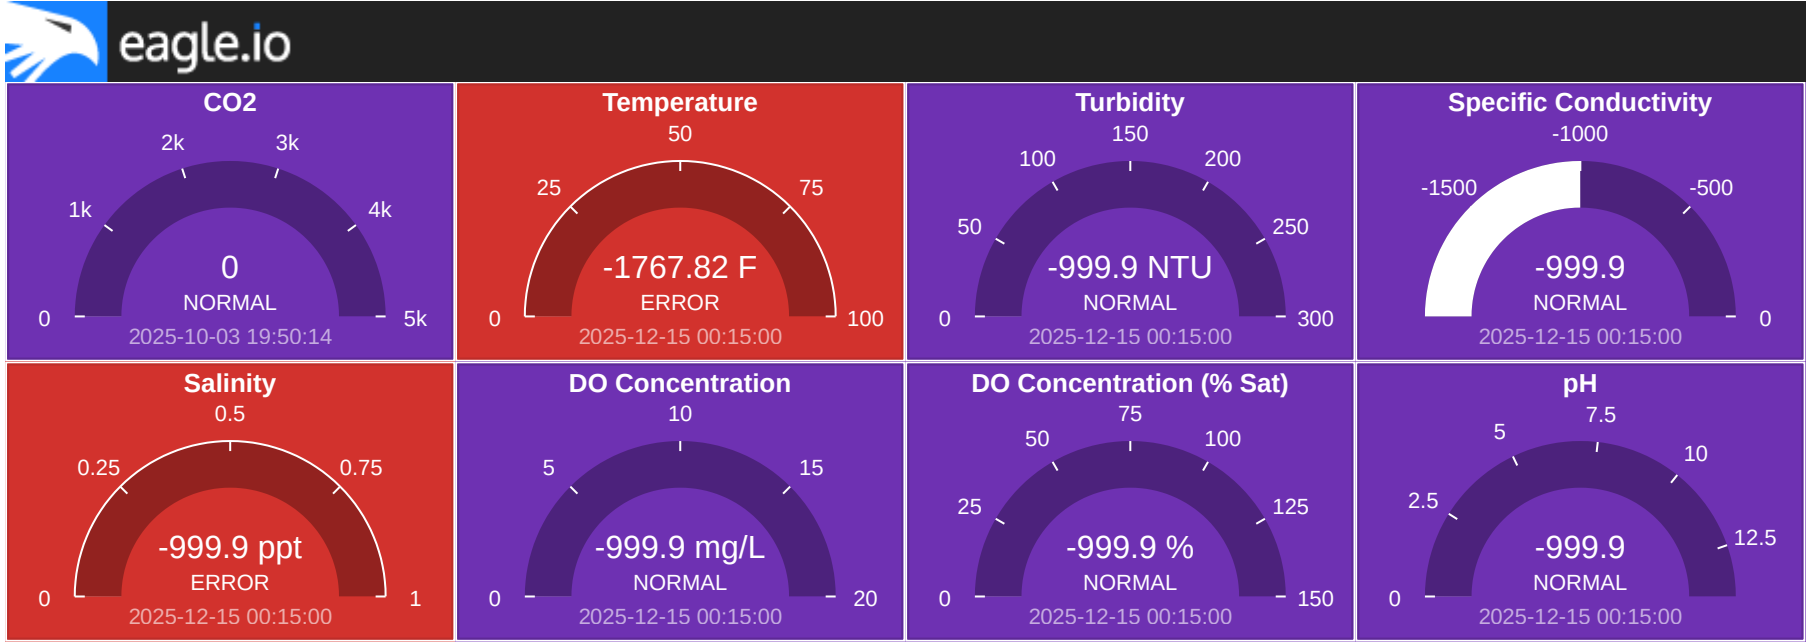 eagle.io
CO2
2k 3k
1k 4k
0 5k
0
NORMAL
2025-10-03 19:50:14
Temperature
50
25 75
0 100
-1767.82 F
ERROR
2025-12-15 00:15:00
Turbidity
150
100 200
50 250
0 300
-999.9 NTU
NORMAL
2025-12-15 00:15:00
Specific Conductivity
-1000
-1500 -500
0
-999.9
NORMAL
2025-12-15 00:15:00
Salinity
0.5
0.25 0.75
0 1
-999.9 ppt
ERROR
2025-12-15 00:15:00
DO Concentration
10
5 15
0 20
-999.9 mg/L
NORMAL
2025-12-15 00:15:00
DO Concentration (% Sat)
75
50 100
25 125
0 150
-999.9 %
NORMAL
2025-12-15 00:15:00
pH
7.5
5 10
2.5 12.5
0
-999.9
NORMAL
2025-12-15 00:15:00